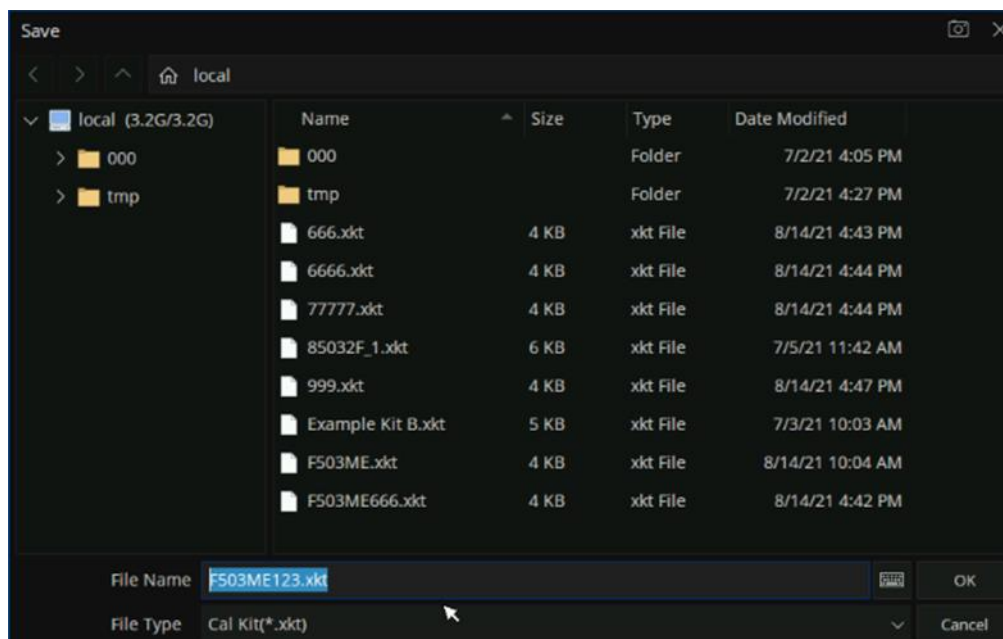 Save
local
local (3.2G/3.2G)
000
tmp
Name Size Type Date Modified
000 Folder 7/2/21 4:05 PM
tmp Folder 7/2/21 4:27 PM
666.xkt 4 KB xkt File 8/14/21 4:43 PM
6666.xkt 4 KB xkt File 8/14/21 4:44 PM
77777.xkt 4 KB xkt File 8/14/21 4:44 PM
85032F_1.xkt 6 KB xkt File 7/5/21 11:42 AM
999.xkt 4 KB xkt File 8/14/21 4:47 PM
Example Kit B.xkt 5 KB xkt File 7/3/21 10:03 AM
F503ME.xkt 4 KB xkt File 8/14/21 10:04 AM
F503ME666.xkt 4 KB xkt File 8/14/21 4:42 PM
File Name F503ME123.xkt OK
File Type Cal Kit(*.xkt) Cancel